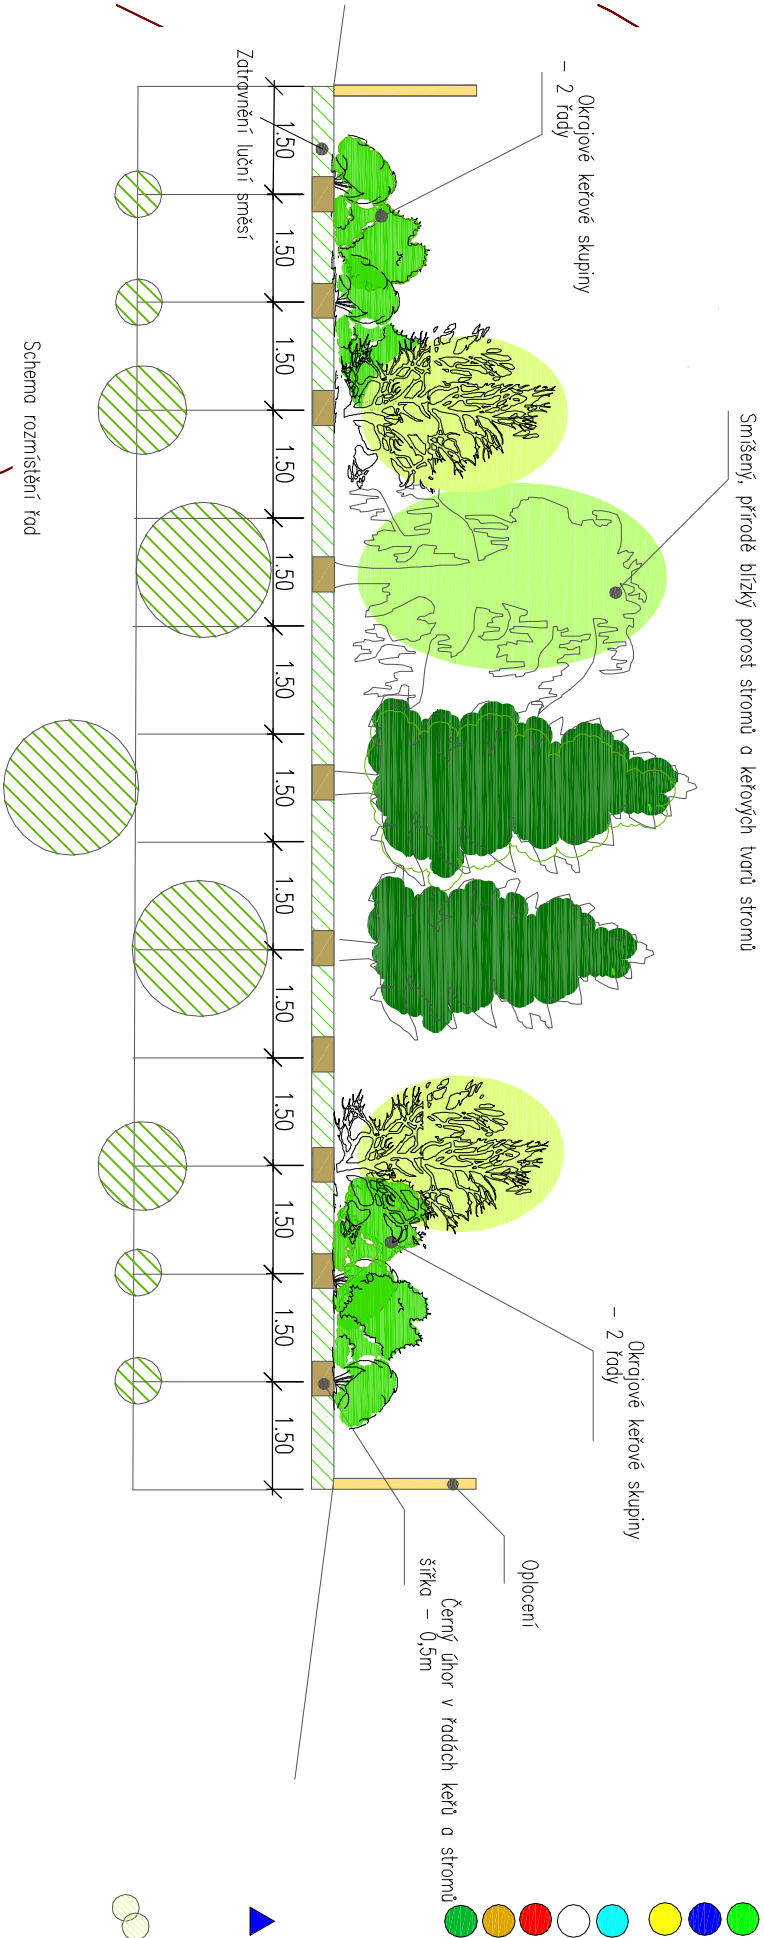 Smíšený, přírodě blízký porost stromů a keřových tvarů stromů
Okrajové keřové skupiny
- 2 řady
Okrajové keřové skupiny
- 2 řady
Oplocení
Černý úhor v řadách keřů a stromů
šířka - 0,5m
Zatravnění luční směsí
1.50
1.50
1.50
1.50
1.50
1.50
1.50
1.50
1.50
1.50
1.50
1.50
1.50
Schema rozmístění řad